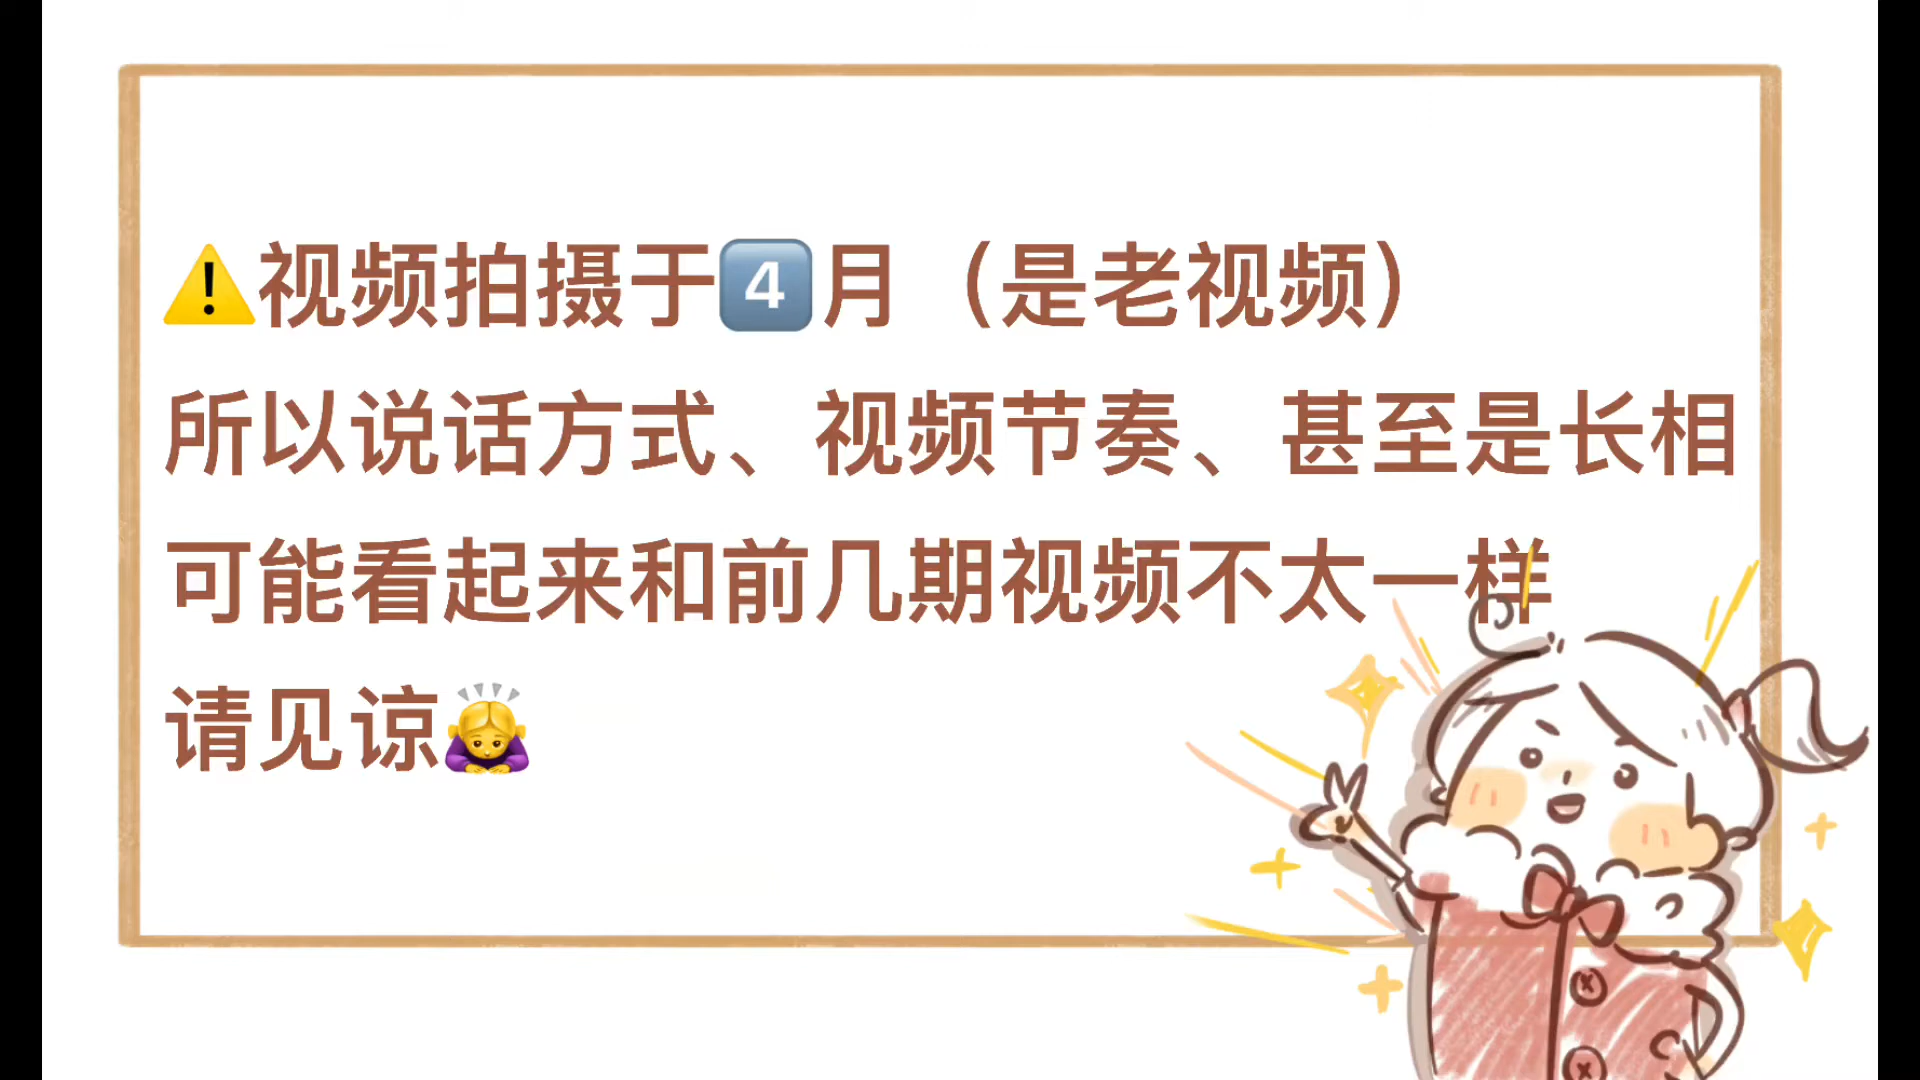 ⚠️视频拍摄于4️⃣月（是老视频）
所以说话方式、视频节奏、甚至是长相
可能看起来和前几期视频不太一样
请见谅🙇‍♀️